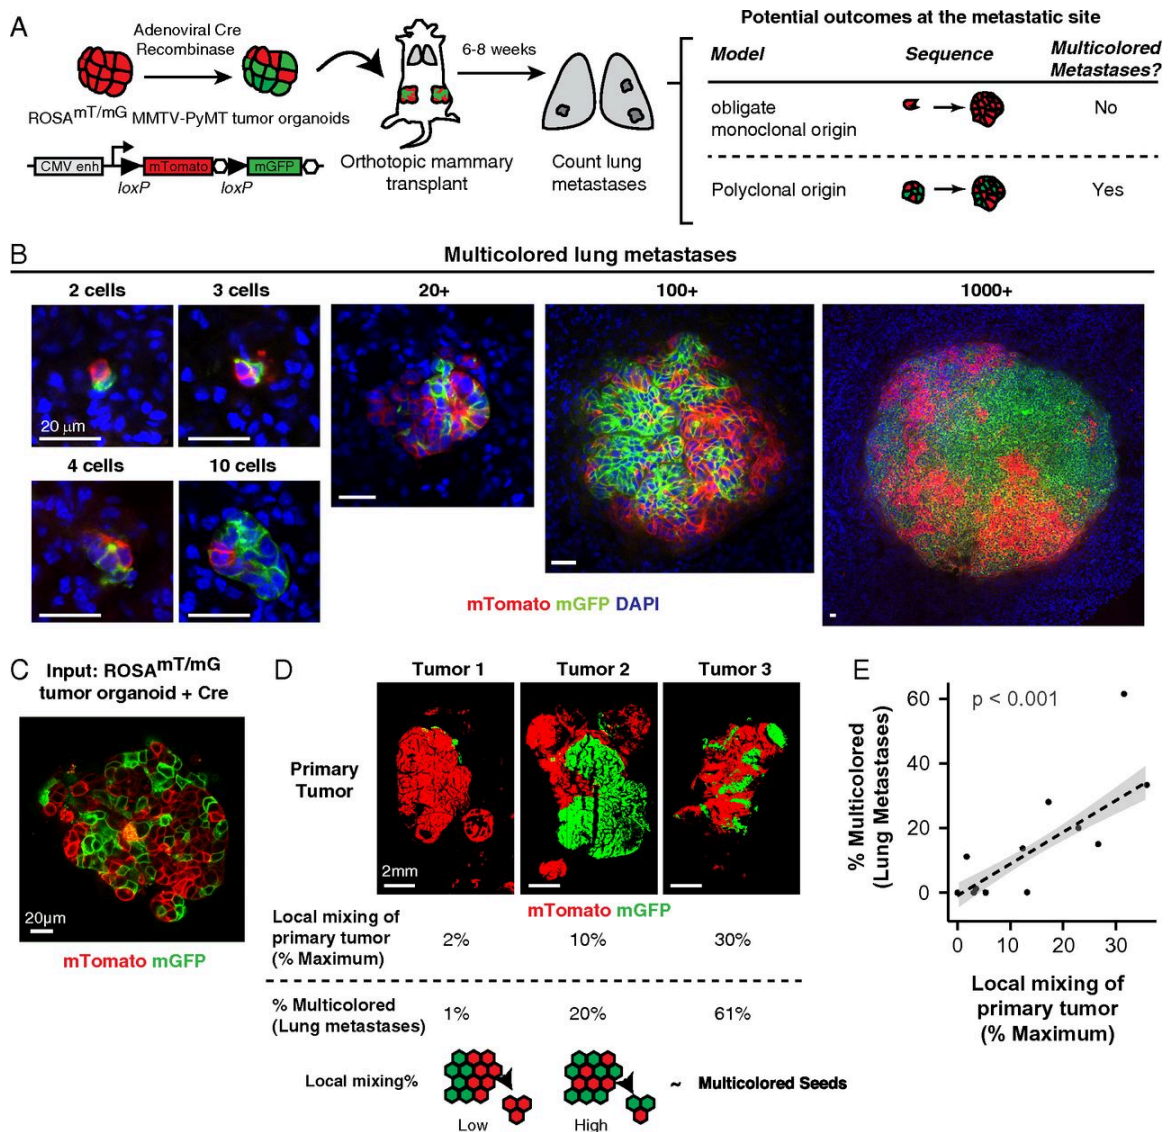 A
Adenoviral Cre
Recombinase
ROSA^mT/mG MMTV-PyMT tumor organoids
CMV enh
mTomato
mGFP
loxP
loxP
6-8 weeks
Orthotopic mammary
transplant
Count lung
metastases
Potential outcomes at the metastatic site
Model
Sequence
Multicolored
Metastases?
obligate
monoclonal origin
No
Polyclonal origin
Yes
B
Multicolored lung metastases
2 cells
3 cells
20+
100+
1000+
20 μm
4 cells
10 cells
mTomato mGFP DAPI
C
Input: ROSA^mT/mG
tumor organoid + Cre
20μm
mTomato mGFP
D
Tumor 1
Tumor 2
Tumor 3
Primary
Tumor
2mm
mTomato mGFP
Local mixing of
primary tumor
(% Maximum)
2%
10%
30%
% Multicolored
(Lung metastases)
1%
20%
61%
Local mixing%
Low
High
~ Multicolored Seeds
E
p < 0.001
% Multicolored
(Lung Metastases)
60
40
20
0
0
10
20
30
Local mixing of
primary tumor
(% Maximum)